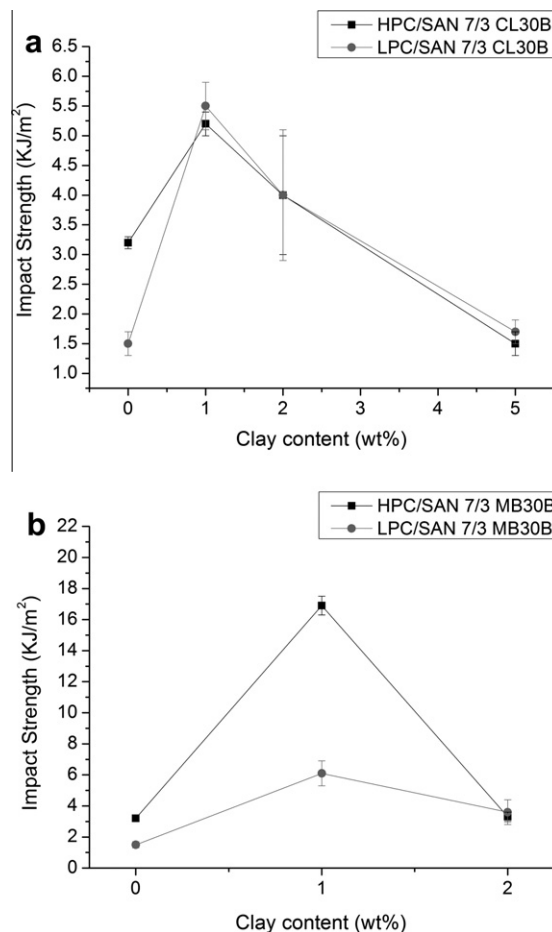 a
HPC/SAN 7/3 CL30B
LPC/SAN 7/3 CL30B
6.5
6.0
5.5
5.0
4.5
4.0
3.5
3.0
2.5
2.0
1.5
1.0
Impact Strength (KJ/m²)
0 1 2 3 4 5
Clay content (wt%)
b
HPC/SAN 7/3 MB30B
LPC/SAN 7/3 MB30B
22
20
18
16
14
12
10
8
6
4
2
0
Impact Strength (KJ/m²)
0 1 2
Clay content (wt%)